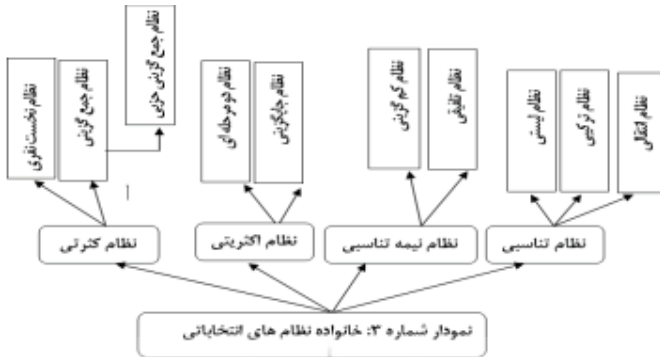 نظام جمع گزینی حزبی
نظام انتقالی
نظام ترکیبی
نظام لیستی
نظام تلفیقی
نظام کم گزینی
نظام جایگزینی
نظام دو مرحله ای
نظام جمع گزینی
نظام نخست نفری
نظام تناسبی
نظام نیمه تناسبی
نظام اکثریتی
نظام کثرتی
نمودار شماره ۳: خانواده نظام های انتخاباتی